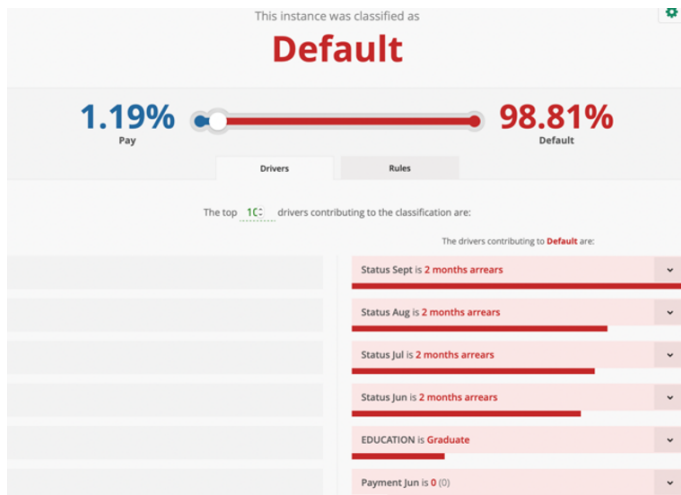 This instance was classified as
Default
1.19%
Pay
98.81%
Default
Drivers
Rules
The top drivers contributing to the classification are:
The drivers contributing to Default are:
Status Sept is 2 months arrears
Status Aug is 2 months arrears
Status Jul is 2 months arrears
Status Jun is 2 months arrears
EDUCATION is Graduate
Payment Jun is 0 (0)